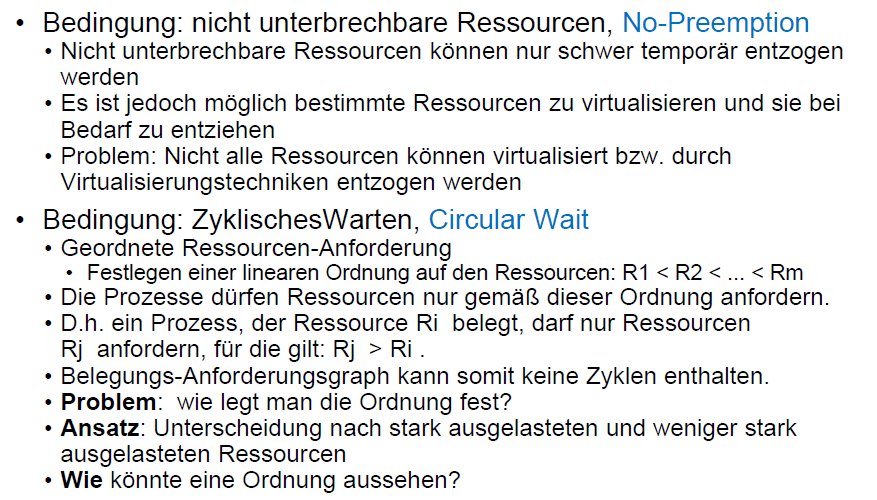 • Bedingung: nicht unterbrechbare Ressourcen, No-Preemption
• Nicht unterbrechbare Ressourcen können nur schwer temporär entzogen
werden
• Es ist jedoch möglich bestimmte Ressourcen zu virtualisieren und sie bei
Bedarf zu entziehen
• Problem: Nicht alle Ressourcen können virtualisiert bzw. durch
Virtualisierungstechniken entzogen werden
• Bedingung: ZyklischesWarten, Circular Wait
• Geordnete Ressourcen-Anforderung
• Festlegen einer linearen Ordnung auf den Ressourcen: R1 < R2 < ... < Rm
• Die Prozesse dürfen Ressourcen nur gemäß dieser Ordnung anfordern.
• D.h. ein Prozess, der Ressource Ri belegt, darf nur Ressourcen
Rj anfordern, für die gilt: Rj > Ri .
• Belegungs-Anforderungsgraph kann somit keine Zyklen enthalten.
• Problem: wie legt man die Ordnung fest?
• Ansatz: Unterscheidung nach stark ausgelasteten und weniger stark
ausgelasteten Ressourcen
• Wie könnte eine Ordnung aussehen?